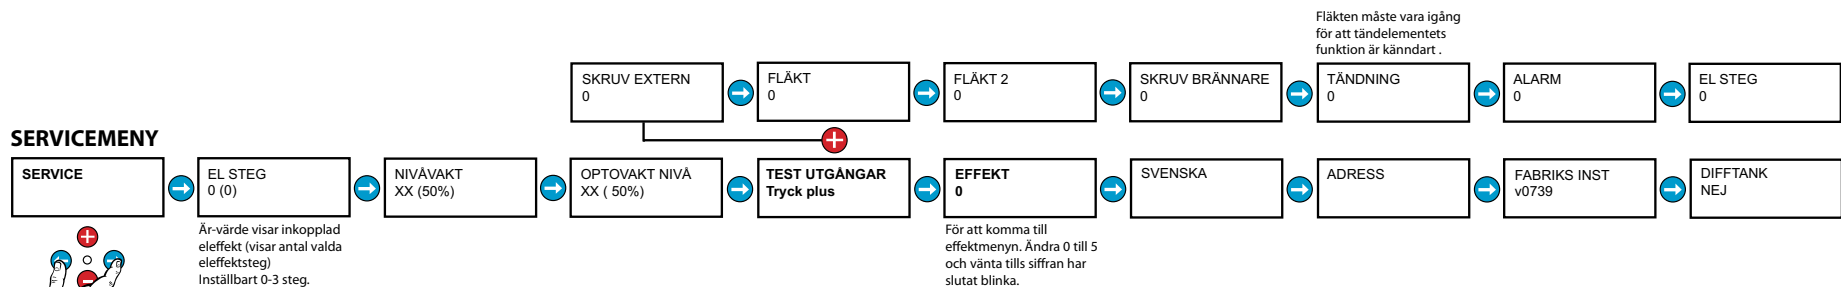 Fläkten måste vara igång
för att tändelementets
funktion är känndart .
SKRUV EXTERN
0
FLÄKT
0
FLÄKT 2
0
SKRUV BRÄNNARE
0
TÄNDNING
0
ALARM
0
EL STEG
0
SERVICEMENY
SERVICE
EL STEG
0 (0)
NIVÅVAKT
XX (50%)
OPTOVAKT NIVÅ
XX ( 50%)
TEST UTGÅNGAR
Tryck plus
EFFEKT
0
SVENSKA
ADRESS
FABRIKS INST
v0739
DIFFTANK
NEJ
Är-värde visar inkopplad
eleffekt (visar antal valda
eleffektsteg)
Inställbart 0-3 steg.
För att komma till
effektmenyn. Ändra 0 till 5
och vänta tills siffran har
slutat blinka.